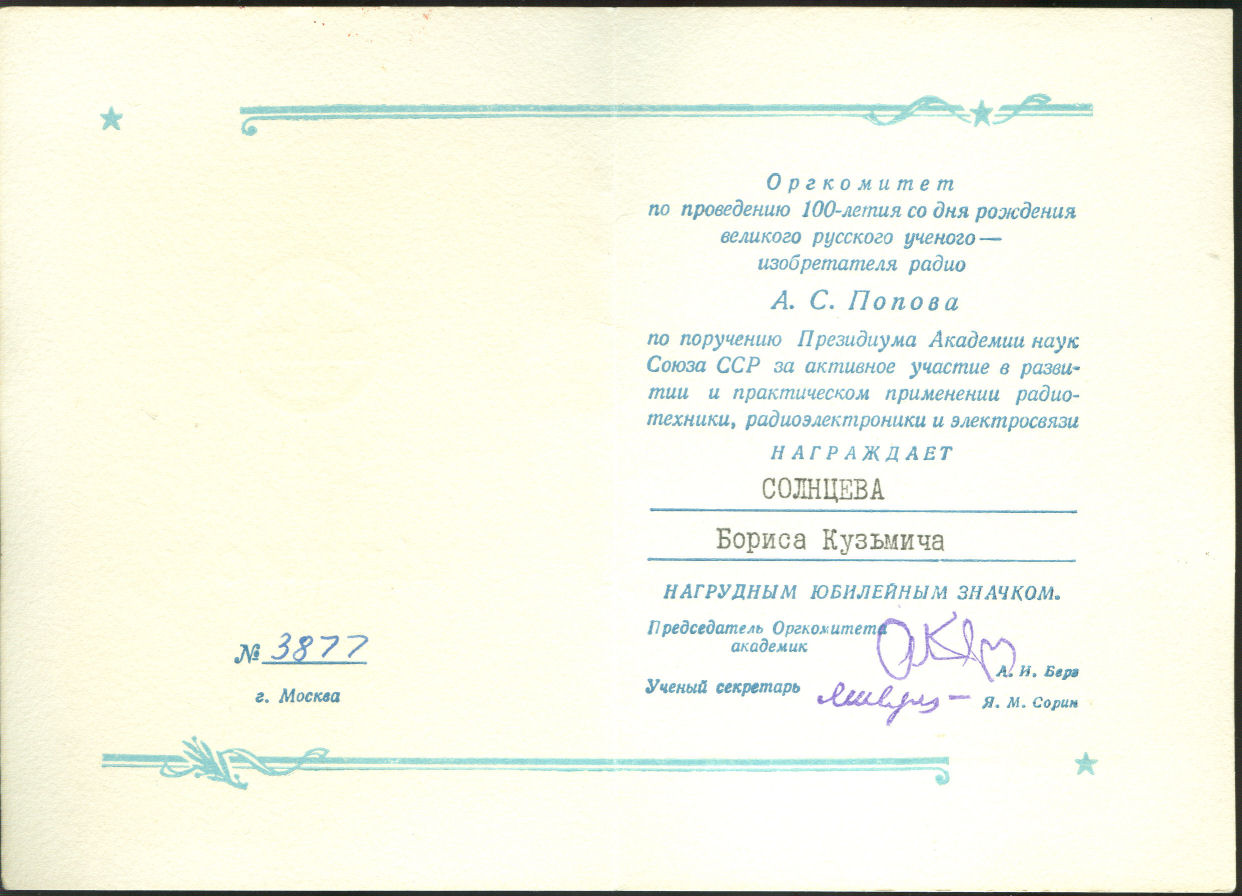 № 3877
г. Москва
Оргкомитет
по проведению 100-летия со дня рождения
великого русского ученого —
изобретателя радио
А. С. Попова
по поручению Президиума Академии наук
Союза ССР за активное участие в разви-
тии и практическом применении радио-
техники, радиоэлектроники и электросвязи
НАГРАЖДАЕТ
СОЛНЦЕВА
Бориса Кузьмича
НАГРУДНЫМ ЮБИЛЕЙНЫМ ЗНАЧКОМ.
Председатель Оргкомитета
академик
А. И. Берг
Ученый секретарь
Я. М. Сорин